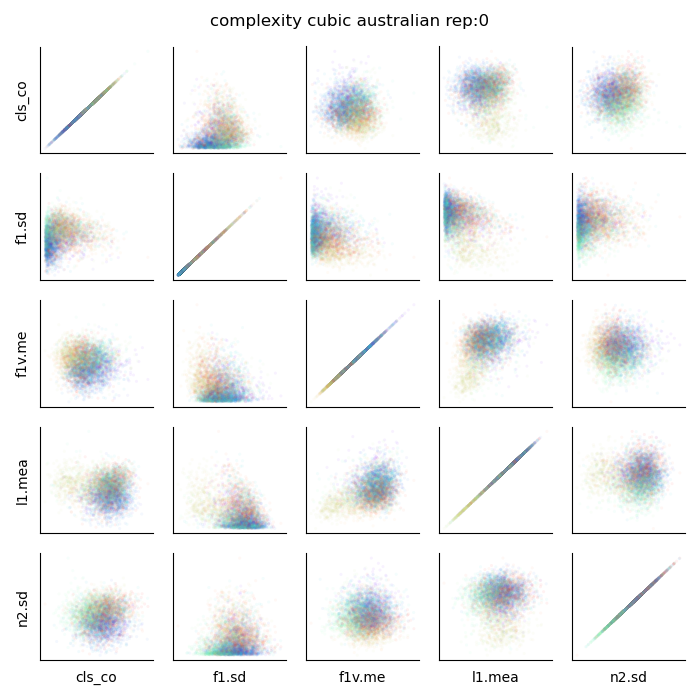 complexity cubic australian rep:0
cls_co
f1.sd
f1v.me
l1.mea
n2.sd
cls_co f1.sd f1v.me l1.mea n2.sd